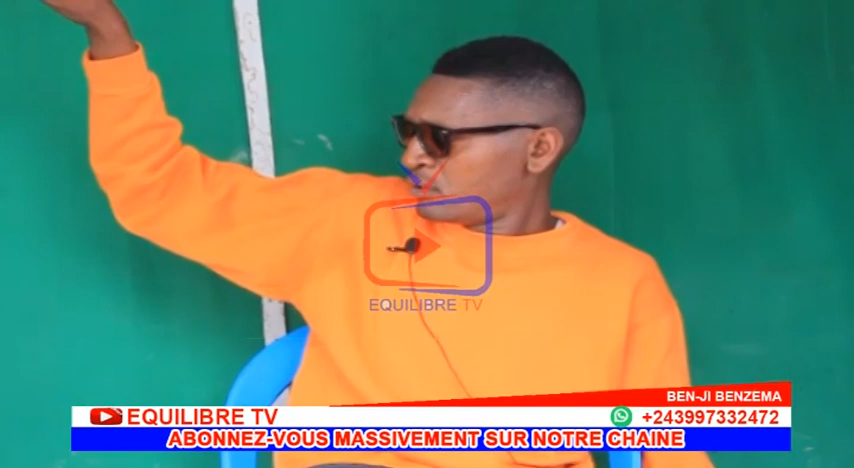 EQUILIBRE TV
BEN-JI BENZEMA
EQUILIBRE TV
+243997332472
ABONNEZ-VOUS MASSIVEMENT SUR NOTRE CHAINE